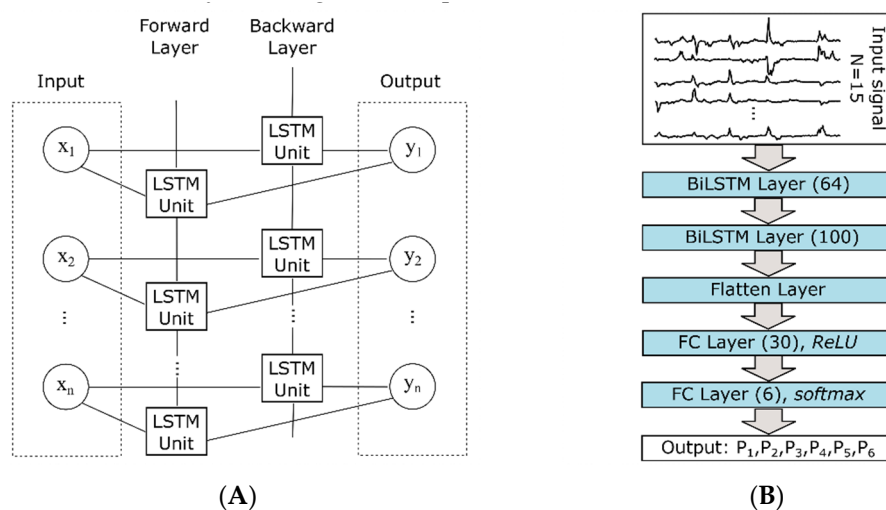 Forward
Layer
Backward
Layer
Input
Output
x₁
LSTM
Unit
y₁
LSTM
Unit
x₂
LSTM
Unit
y₂
LSTM
Unit
...
...
...
...
xₙ
LSTM
Unit
yₙ
LSTM
Unit
(A)
Input signal
N=15
...
BiLSTM Layer (64)
BiLSTM Layer (100)
Flatten Layer
FC Layer (30), ReLU
FC Layer (6), softmax
Output: P₁,P₂,P₃,P₄,P₅,P₆
(B)